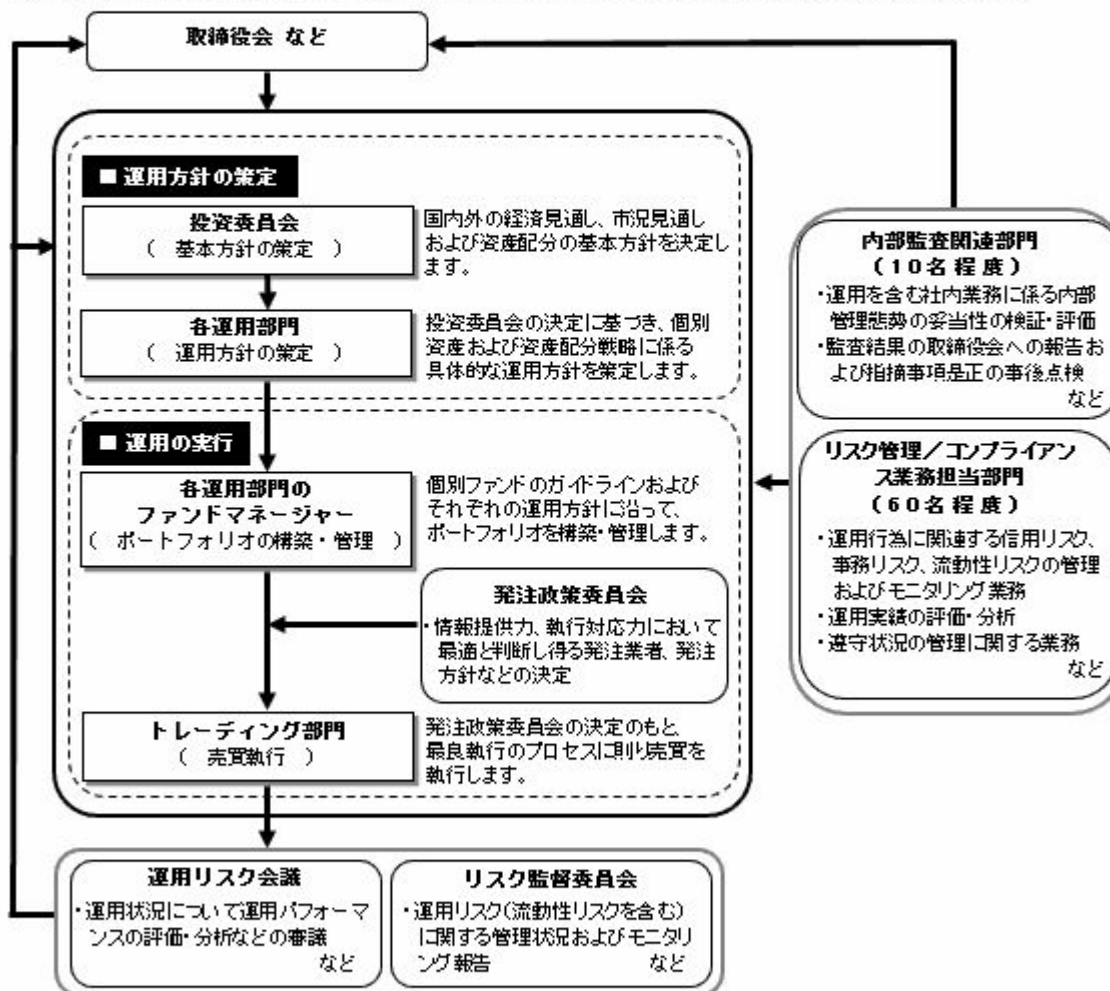 取締役会 など
■ 運用方針の策定
投資委員会
( 基本方針の策定 )
国内外の経済見通し、市況見通し
および資産配分の基本方針を決定し
ます。
各運用部門
( 運用方針の策定 )
投資委員会の決定に基づき、個別
資産および資産配分戦略に係る
具体的な運用方針を策定します。
■ 運用の実行
各運用部門の
ファンドマネージャー
( ポートフォリオの構築・管理 )
個別ファンドのガイドラインおよび
それぞれの運用方針に沿って、
ポートフォリオを構築・管理します。
発注政策委員会
・情報提供力、執行対応力において
最適と判断し得る発注業者、発注
方針などの決定
トレーディング部門
( 売買執行 )
発注政策委員会の決定のもと、
最良執行のプロセスに則り売買を
執行します。
内部監査関連部門
(10名程度)
・運用を含む社内業務に係る内部
管理態勢の妥当性の検証・評価
・監査結果の取締役会への報告お
よび指摘事項是正の事後点検
など
リスク管理/コンプライアン
ス業務担当部門
(60名程度)
・運用行為に関連する信用リスク、
事務リスク、流動性リスクの管理
およびモニタリング業務
・運用実績の評価・分析
・遵守状況の管理に関する業務
など
運用リスク会議
・運用状況について運用パフォーマ
ンスの評価・分析などの審議
など
リスク監督委員会
・運用リスク(流動性リスクを含む)
に関する管理状況およびモニタリ
ング報告 など